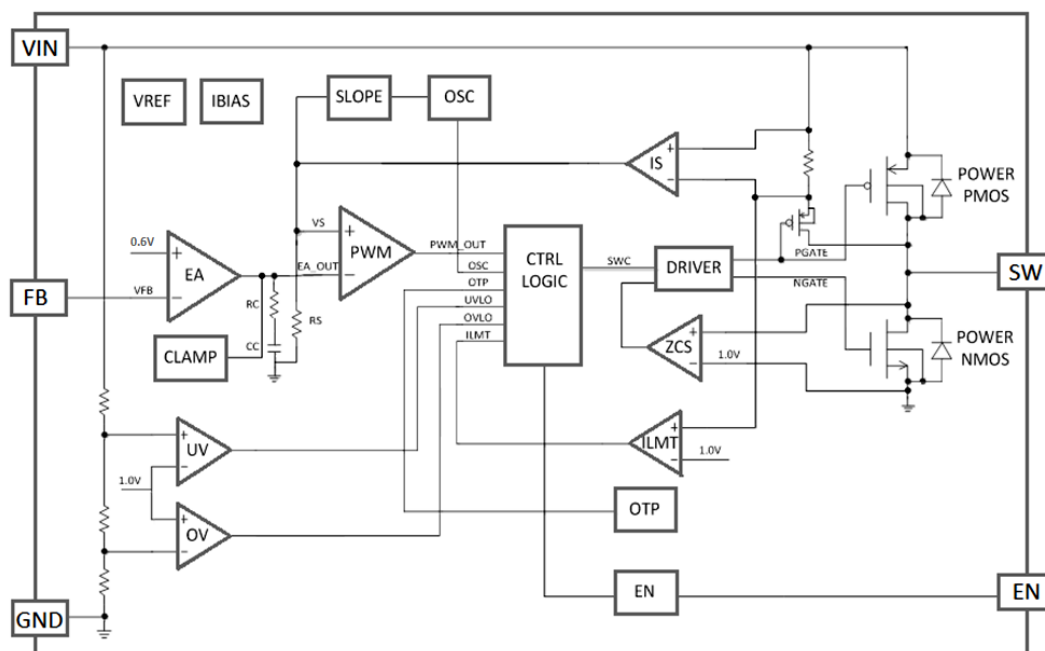 VIN
VREF
IBIAS
SLOPE
OSC
+
IS
−
POWER
PMOS
VS
+
PWM
−
0.6V
+
EA
−
EA_OUT
PWM_OUT
OSC
OTP
UVLO
OVLO
ILMT
CTRL
LOGIC
SWC
DRIVER
PGATE
NGATE
FB
VFB
SW
RC
CC
RS
CLAMP
+
ZCS
−
1.0V
POWER
NMOS
+
UV
−
1.0V
+
OV
−
+
ILMT
−
1.0V
OTP
EN
EN
GND